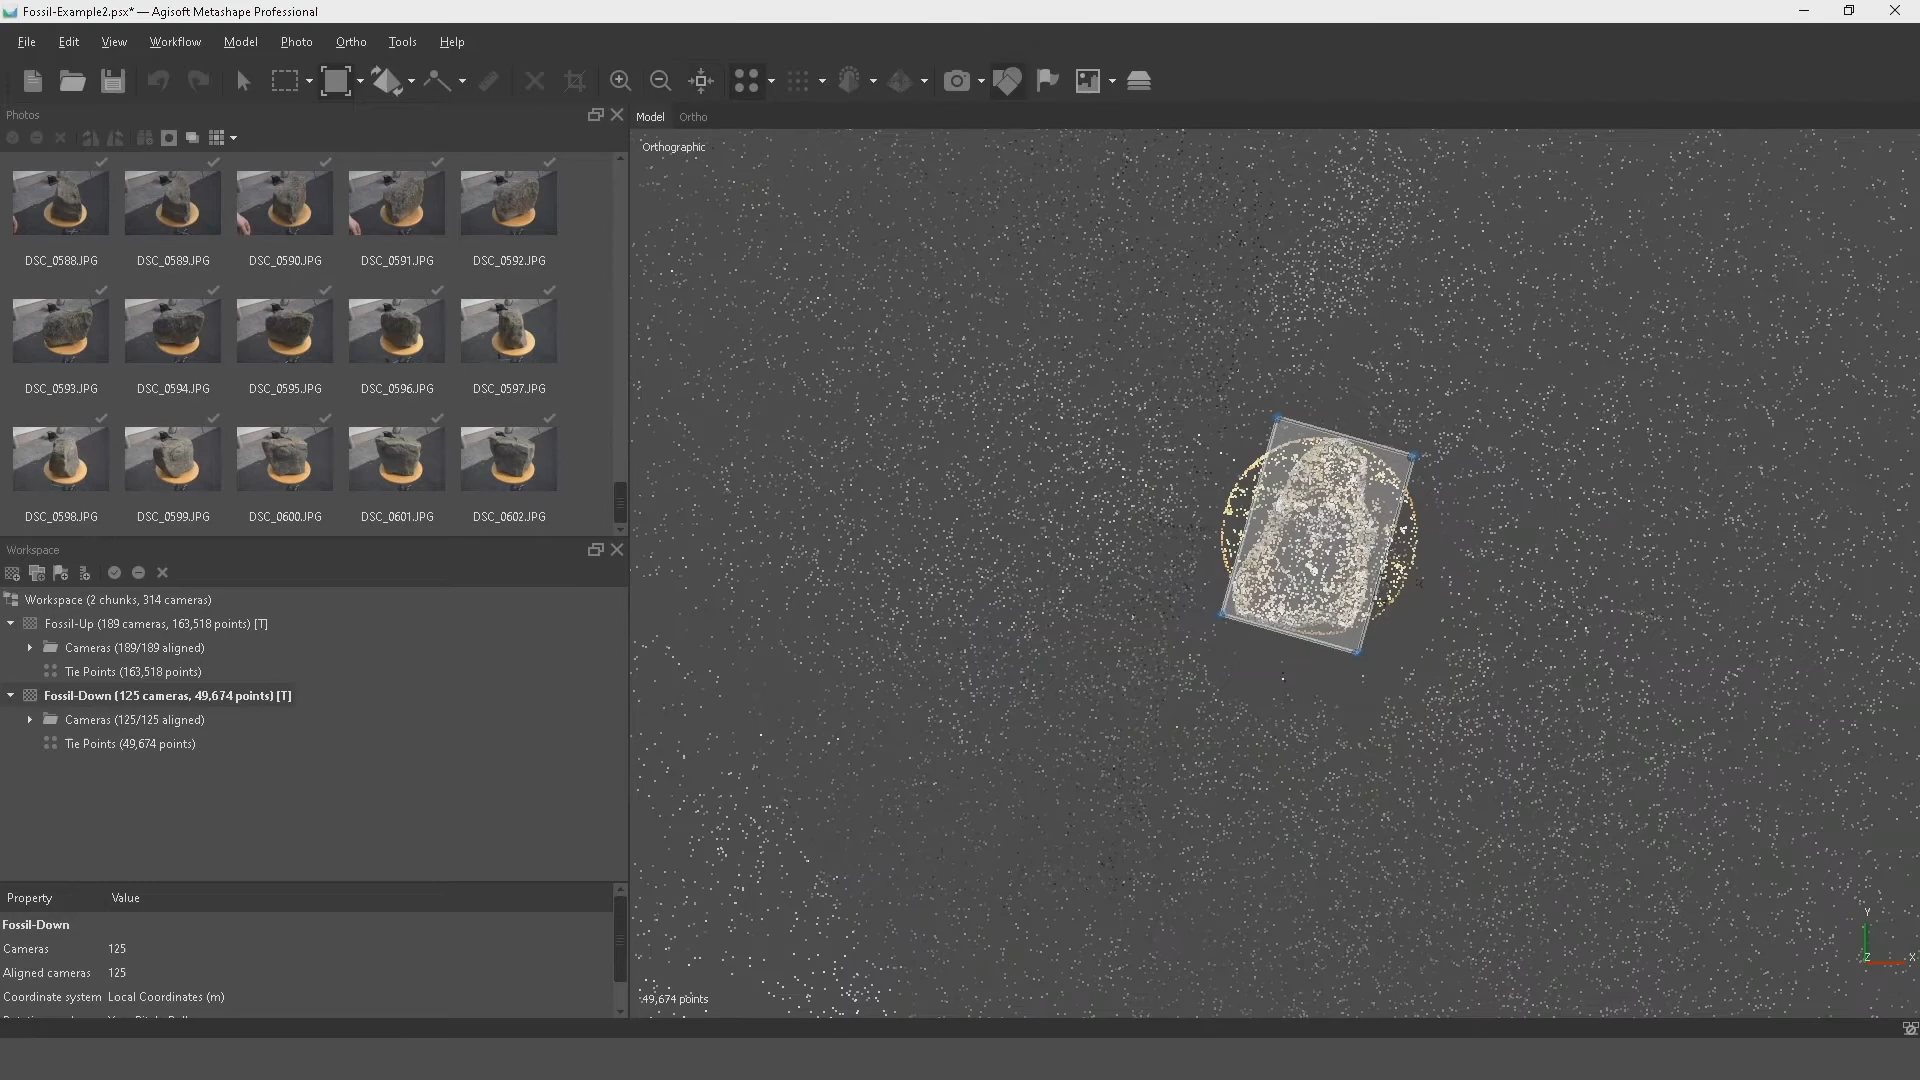 Fossil-Example2.psx* — Agisoft Metashape Professional
File Edit View Workflow Model Photo Ortho Tools Help
Photos
Model Ortho
Orthographic
DSC_0588.JPG DSC_0589.JPG DSC_0590.JPG DSC_0591.JPG DSC_0592.JPG
DSC_0593.JPG DSC_0594.JPG DSC_0595.JPG DSC_0596.JPG DSC_0597.JPG
DSC_0598.JPG DSC_0599.JPG DSC_0600.JPG DSC_0601.JPG DSC_0602.JPG
Workspace
Workspace (2 chunks, 314 cameras)
Fossil-Up (189 cameras, 163,518 points) [T]
Cameras (189/189 aligned)
Tie Points (163,518 points)
Fossil-Down (125 cameras, 49,674 points) [T]
Cameras (125/125 aligned)
Tie Points (49,674 points)
Property Value
Fossil-Down
Cameras 125
Aligned cameras 125
Coordinate system Local Coordinates (m)
49,674 points
Y
Z X